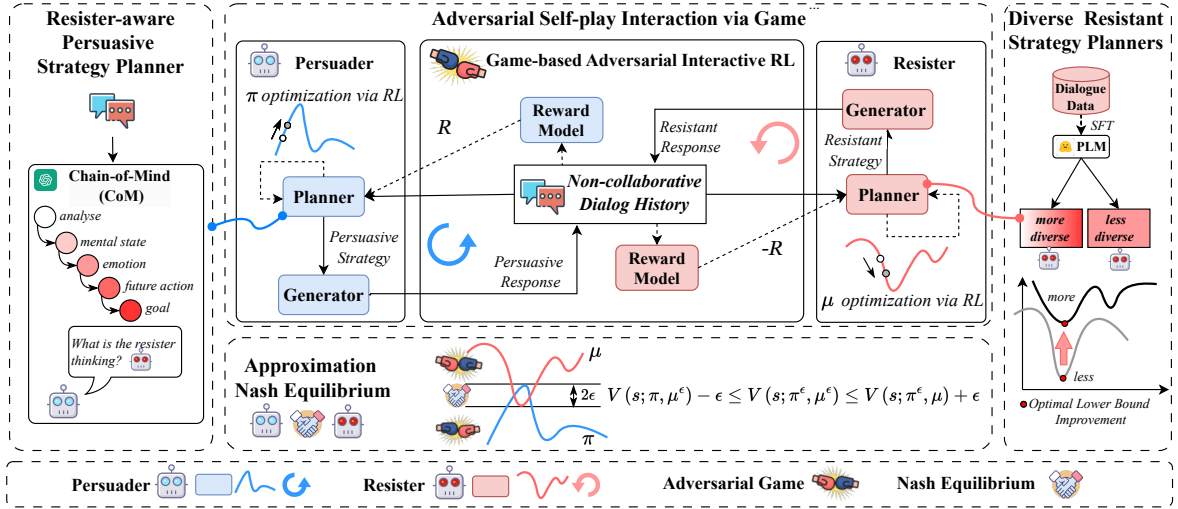 Resister-aware
Persuasive
Strategy Planner
Chain-of-Mind
(CoM)
analyse
mental state
emotion
future action
goal
What is the resister
thinking?
Adversarial Self-play Interaction via Game
...
Persuader
π optimization via RL
Planner
Persuasive
Strategy
Generator
Game-based Adversarial Interactive RL
R
Reward
Model
Resistant
Response
Non-collaborative
Dialog History
Persuasive
Response
Reward
Model
-R
Resister
Generator
Resistant
Strategy
Planner
μ optimization via RL
Approximation
Nash Equilibrium
μ
2ϵ
π
V (s; π, μ^ϵ) − ϵ ≤ V (s; π^ϵ, μ^ϵ) ≤ V (s; π^ϵ, μ) + ϵ
Diverse Resistant
Strategy Planners
Dialogue
Data
SFT
PLM
more
diverse
less
diverse
more
less
Optimal Lower Bound
Improvement
Persuader
Resister
Adversarial Game
Nash Equilibrium